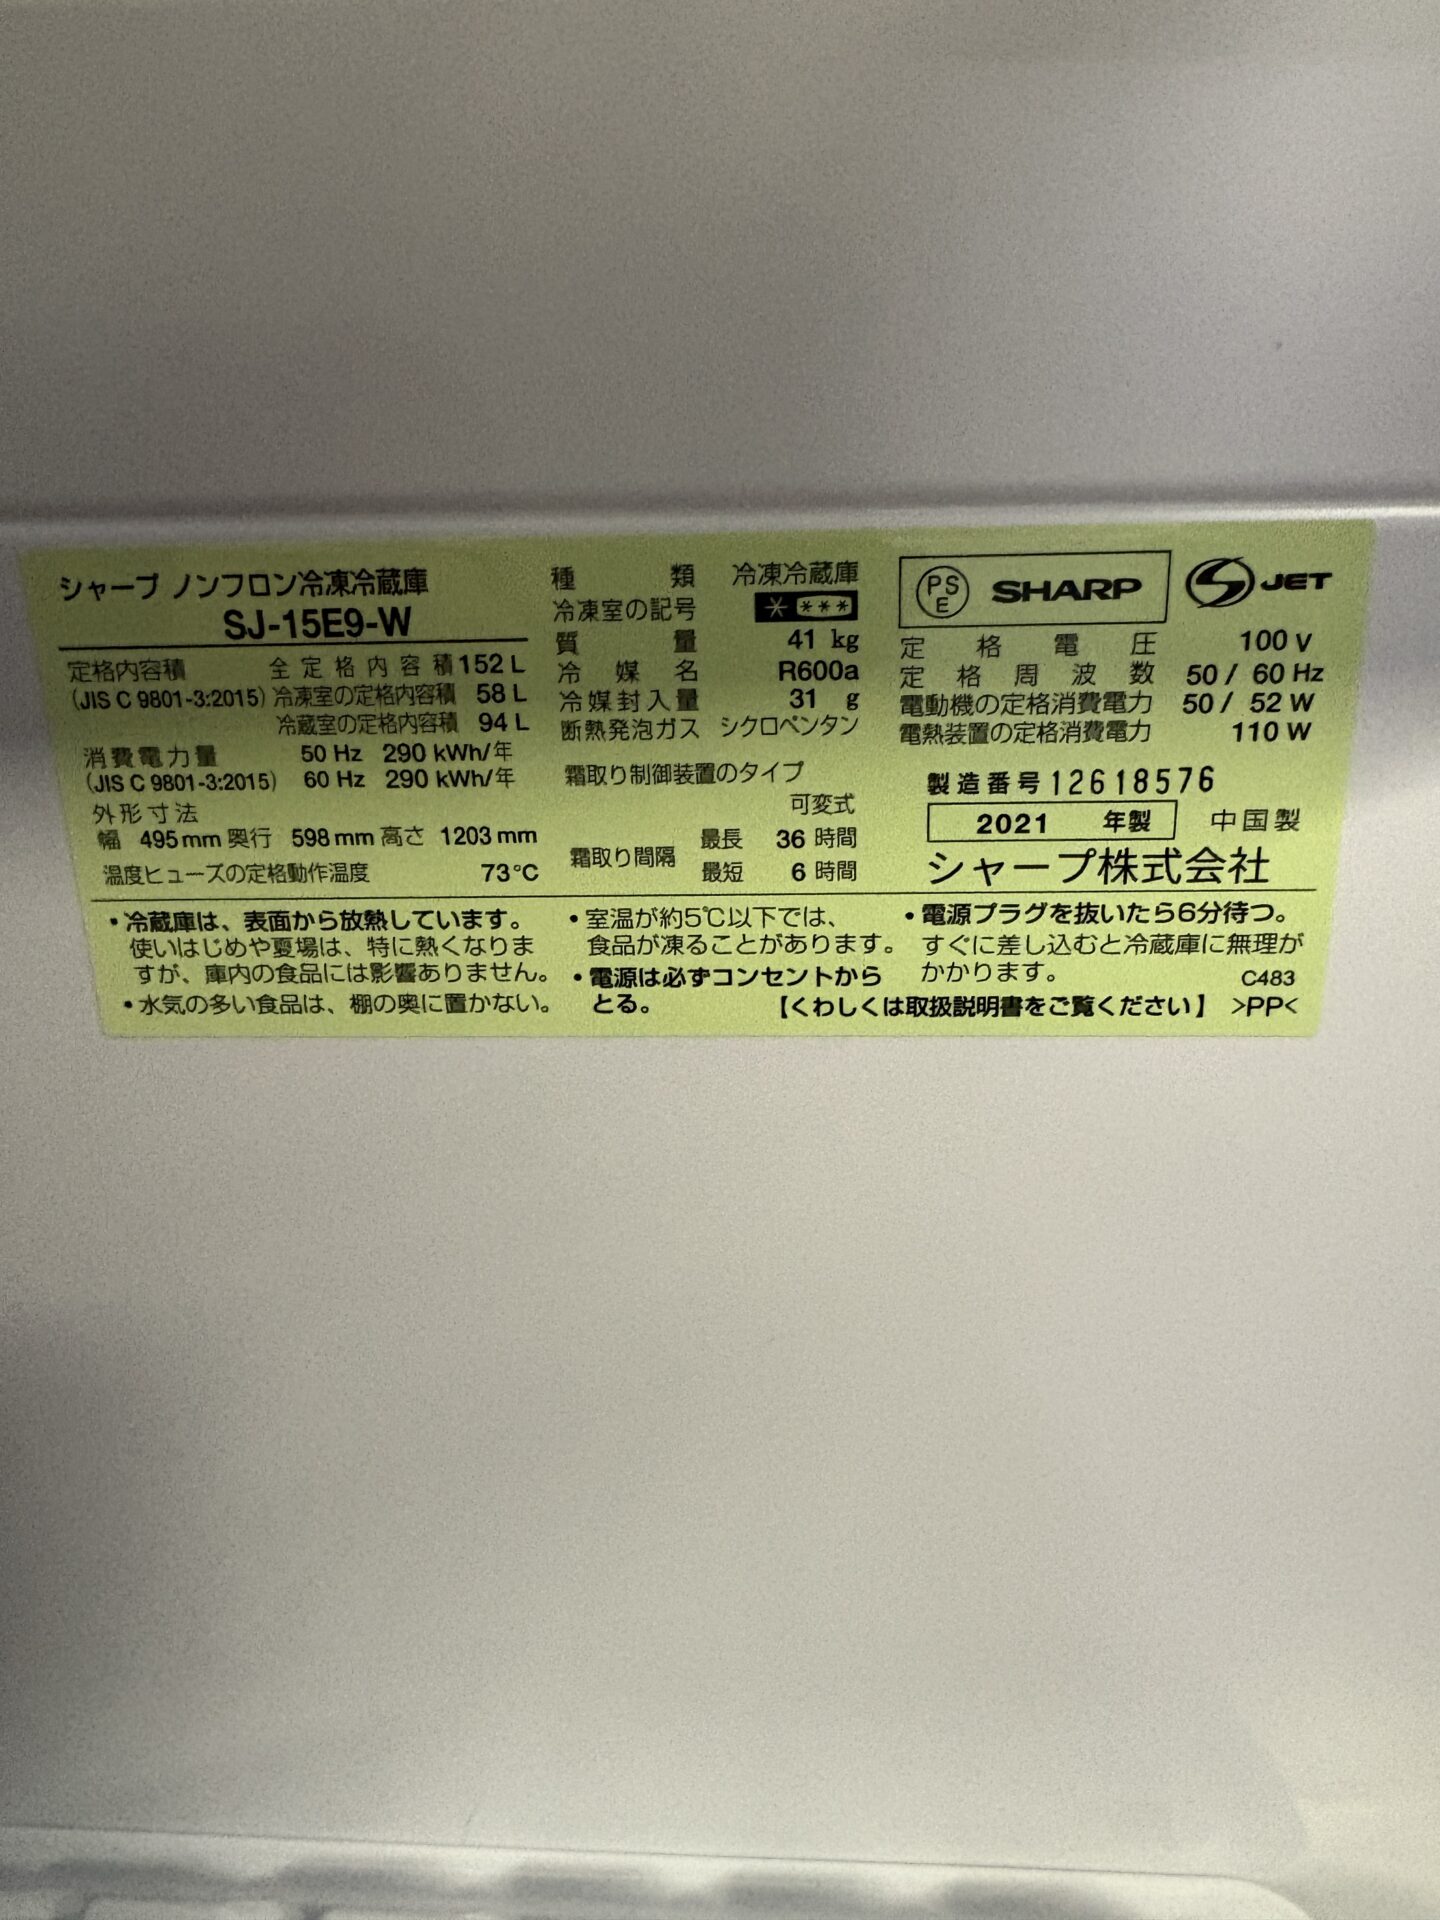 シャープ ノンフロン冷凍冷蔵庫
SJ-15E9-W
定格内容積 全定格内容積 152 L
(JIS C 9801-3:2015) 冷凍室の定格内容積 58 L
冷蔵室の定格内容積 94 L
消費電力量 50 Hz 290 kWh/年
(JIS C 9801-3:2015) 60 Hz 290 kWh/年
外形寸法
幅 495 mm 奥行 598 mm 高さ 1203 mm
温度ヒューズの定格動作温度 73℃
種類 冷凍冷蔵庫
冷凍室の記号 * ***
質量 41 kg
冷媒名 R600a
冷媒封入量 31 g
断熱発泡ガス シクロペンタン
霜取り制御装置のタイプ
可変式
霜取り間隔 最長 36 時間
最短 6 時間
PS
E
SHARP
JET
定格電圧 100 V
定格周波数 50 / 60 Hz
電動機の定格消費電力 50 / 52 W
電熱装置の定格消費電力 110 W
製造番号 12618576
2021 年製 中国製
シャープ株式会社
・冷蔵庫は、表面から放熱しています。
使いはじめや夏場は、特に熱くなりま
すが、庫内の食品には影響ありません。
・水気の多い食品は、棚の奥に置かない。
・室温が約5℃以下では、
食品が凍ることがあります。
・電源は必ずコンセントから
とる。
・電源プラグを抜いたら6分待つ。
すぐに差し込むと冷蔵庫に無理が
かかります。 C483
【くわしくは取扱説明書をご覧ください】 >PP<